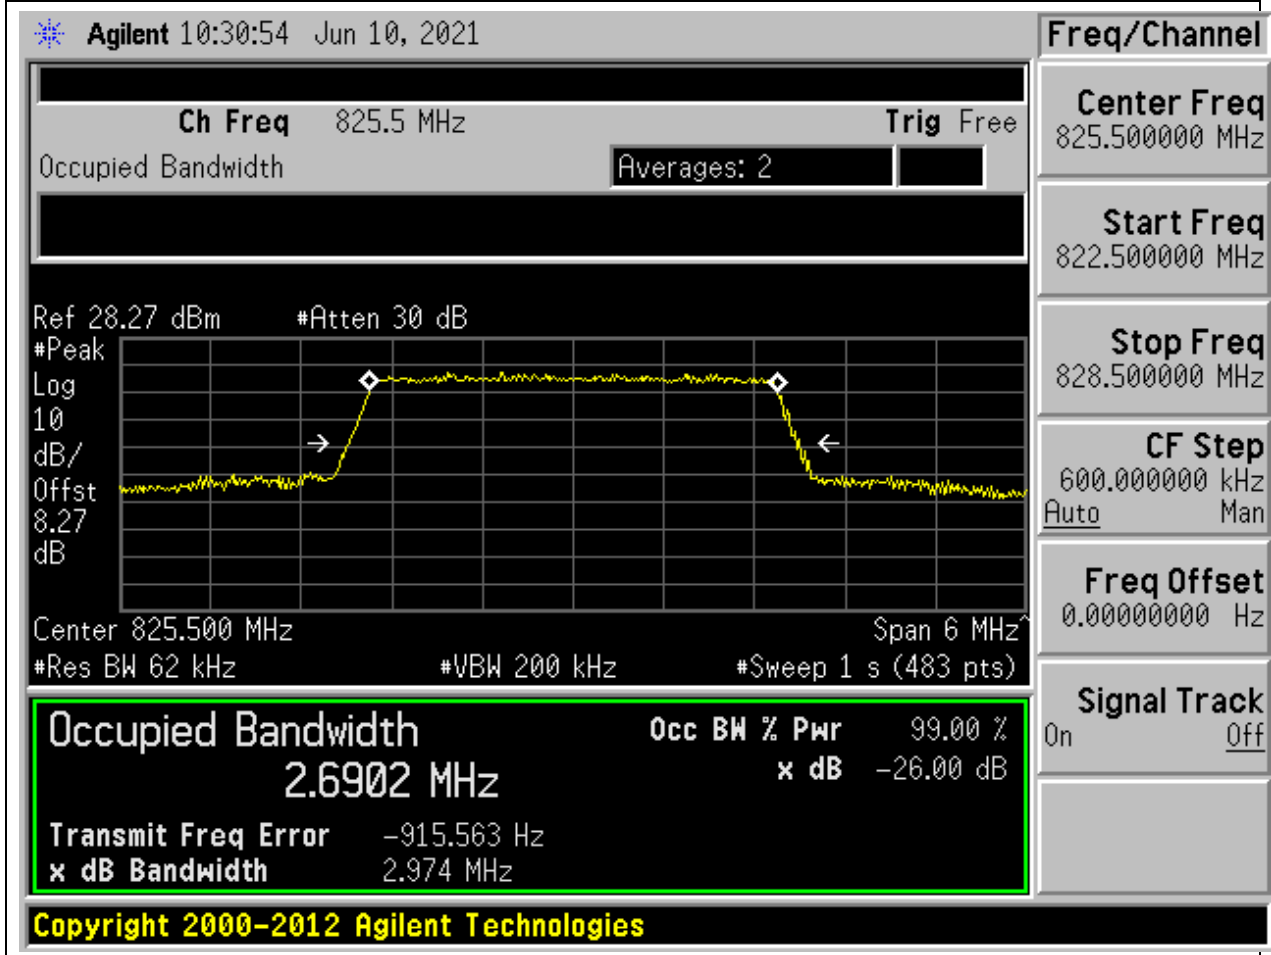 Agilent 10:30:54 Jun 10, 2021
Freq/Channel
Ch Freq 825.5 MHz Trig Free
Occupied Bandwidth Averages: 2
Ref 28.27 dBm #Atten 30 dB
#Peak
Log
10
dB/
Offst
8.27
dB
Center 825.500 MHz Span 6 MHz^
#Res BW 62 kHz #VBW 200 kHz #Sweep 1 s (483 pts)
Occupied Bandwidth Occ BW % Pwr 99.00 %
2.6902 MHz x dB -26.00 dB
Transmit Freq Error -915.563 Hz
x dB Bandwidth 2.974 MHz
Center Freq
825.500000 MHz
Start Freq
822.500000 MHz
Stop Freq
828.500000 MHz
CF Step
600.000000 kHz
Auto Man
Freq Offset
0.00000000 Hz
Signal Track
On Off
Copyright 2000-2012 Agilent Technologies